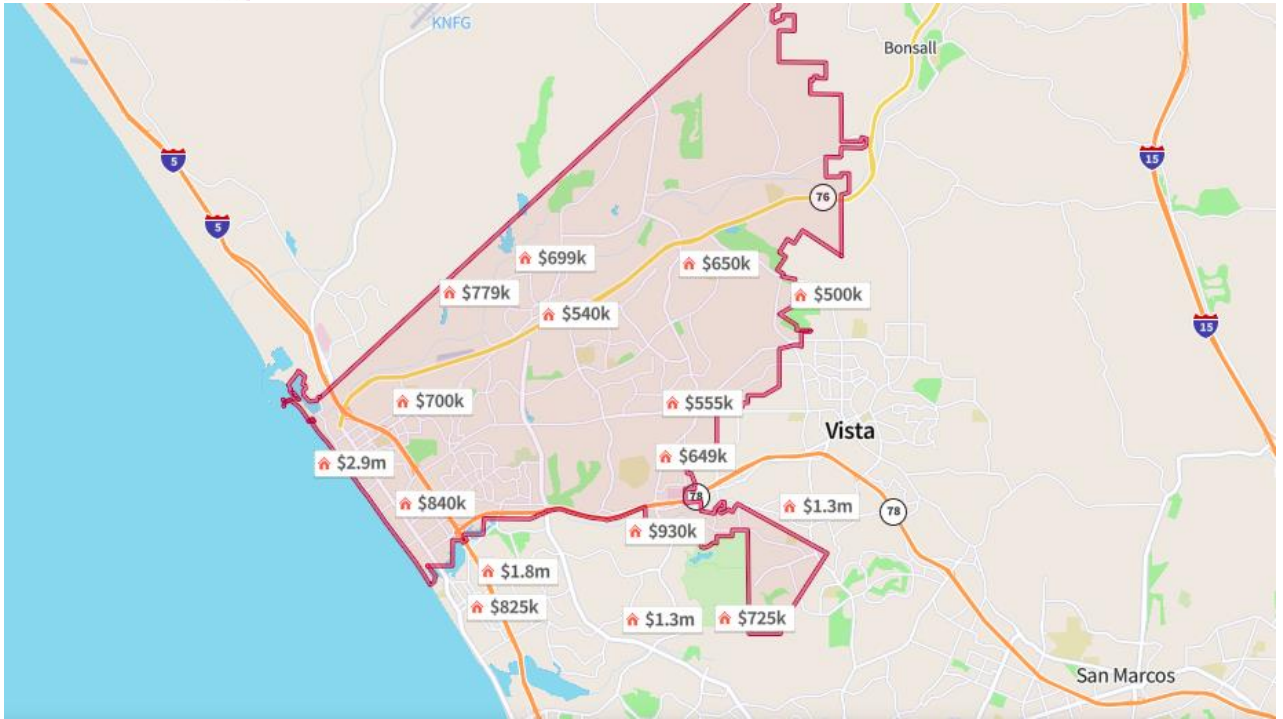 KNFG
Bonsall
5
15
76
5
$699k
$650k
$779k
$500k
$540k
15
$700k
$555k
Vista
$649k
$2.9m
78
$840k
$1.3m
78
$930k
$1.8m
$825k
$1.3m
$725k
San Marcos